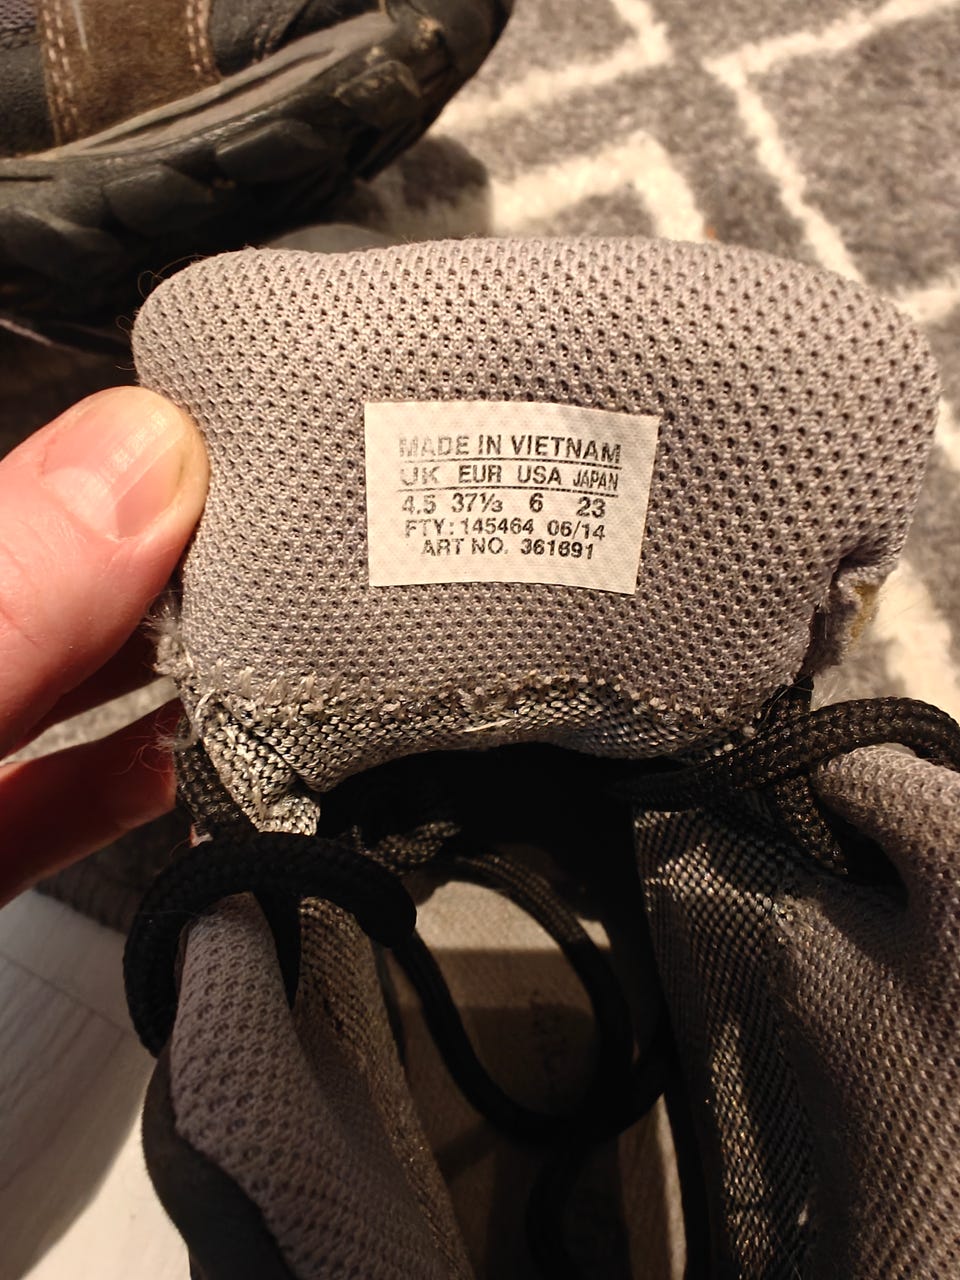 MADE IN VIETNAM
UK EUR USA JAPAN
4.5 37⅓ 6 23
FTY: 145464 06/14
ART NO. 361691